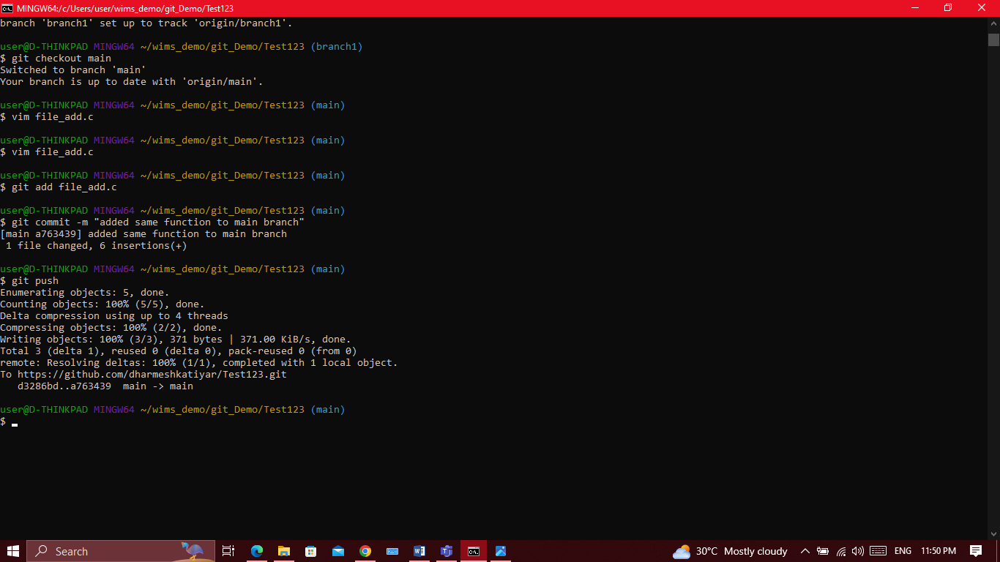 MINGW64:/c/Users/user/wims_demo/git_Demo/Test123
branch 'branch1' set up to track 'origin/branch1'.
user@D-THINKPAD MINGW64 ~/wims_demo/git_Demo/Test123 (branch1)
$ git checkout main
Switched to branch 'main'
Your branch is up to date with 'origin/main'.
user@D-THINKPAD MINGW64 ~/wims_demo/git_Demo/Test123 (main)
$ vim file_add.c
user@D-THINKPAD MINGW64 ~/wims_demo/git_Demo/Test123 (main)
$ vim file_add.c
user@D-THINKPAD MINGW64 ~/wims_demo/git_Demo/Test123 (main)
$ git add file_add.c
user@D-THINKPAD MINGW64 ~/wims_demo/git_Demo/Test123 (main)
$ git commit -m "added same function to main branch"
[main a763439] added same function to main branch
 1 file changed, 6 insertions(+)
user@D-THINKPAD MINGW64 ~/wims_demo/git_Demo/Test123 (main)
$ git push
Enumerating objects: 5, done.
Counting objects: 100% (5/5), done.
Delta compression using up to 4 threads
Compressing objects: 100% (2/2), done.
Writing objects: 100% (3/3), 371 bytes | 371.00 KiB/s, done.
Total 3 (delta 1), reused 0 (delta 0), pack-reused 0 (from 0)
remote: Resolving deltas: 100% (1/1), completed with 1 local object.
To https://github.com/dharmeshkatiyar/Test123.git
   d3286bd..a763439  main -> main
user@D-THINKPAD MINGW64 ~/wims_demo/git_Demo/Test123 (main)
$
Search 30°C Mostly cloudy ENG 11:50 PM